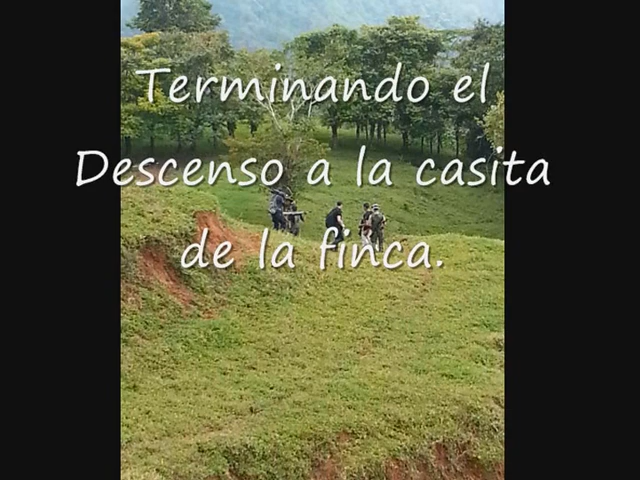 Terminando el
Descenso a la casita
de la finca.